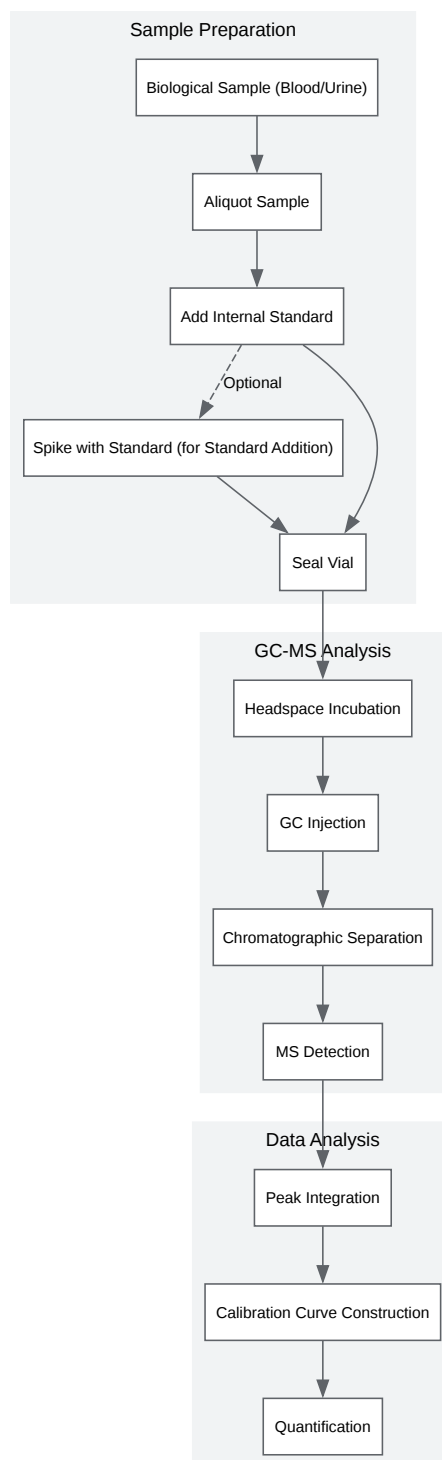 Sample Preparation
Biological Sample (Blood/Urine)
Aliquot Sample
Add Internal Standard
Optional
Spike with Standard (for Standard Addition)
Seal Vial
GC-MS Analysis
Headspace Incubation
GC Injection
Chromatographic Separation
MS Detection
Data Analysis
Peak Integration
Calibration Curve Construction
Quantification